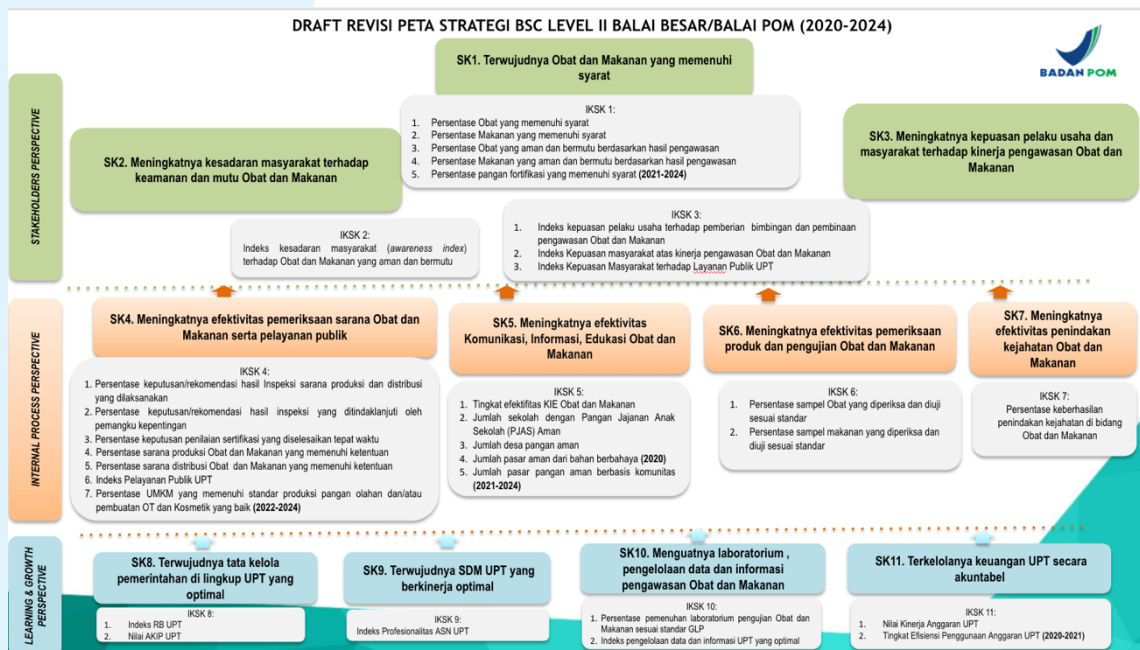 DRAFT REVISI PETA STRATEGI BSC LEVEL II BALAI BESAR/BALAI POM (2020-2024)
BADAN POM
STAKEHOLDERS PERSPECTIVE
SK1. Terwujudnya Obat dan Makanan yang memenuhi
syarat
IKSK 1:
1. Persentase Obat yang memenuhi syarat
2. Persentase Makanan yang memenuhi syarat
3. Persentase Obat yang aman dan bermutu berdasarkan hasil pengawasan
4. Persentase Makanan yang aman dan bermutu berdasarkan hasil pengawasan
5. Persentase pangan fortifikasi yang memenuhi syarat (2021-2024)
SK2. Meningkatnya kesadaran masyarakat terhadap
keamanan dan mutu Obat dan Makanan
IKSK 2:
Indeks kesadaran masyarakat (awareness index)
terhadap Obat dan Makanan yang aman dan bermutu
SK3. Meningkatnya kepuasan pelaku usaha dan
masyarakat terhadap kinerja pengawasan Obat dan
Makanan
IKSK 3:
1. Indeks kepuasan pelaku usaha terhadap pemberian bimbingan dan pembinaan
pengawasan Obat dan Makanan
2. Indeks Kepuasan masyarakat atas kinerja pengawasan Obat dan Makanan
3. Indeks Kepuasan Masyarakat terhadap Layanan Publik UPT
INTERNAL PROCESS PERSPECTIVE
SK4. Meningkatnya efektivitas pemeriksaan sarana Obat dan
Makanan serta pelayanan publik
IKSK 4:
1. Persentase keputusan/rekomendasi hasil Inspeksi sarana produksi dan distribusi
yang dilaksanakan
2. Persentase keputusan/rekomendasi hasil inspeksi yang ditindaklanjuti oleh
pemangku kepentingan
3. Persentase keputusan penilaian sertifikasi yang diselesaikan tepat waktu
4. Persentase sarana produksi Obat dan Makanan yang memenuhi ketentuan
5. Persentase sarana distribusi Obat dan Makanan yang memenuhi ketentuan
6. Indeks Pelayanan Publik UPT
7. Persentase UMKM yang memenuhi standar produksi pangan olahan dan/atau
pembuatan OT dan Kosmetik yang baik (2022-2024)
SK5. Meningkatnya efektivitas
Komunikasi, Informasi, Edukasi Obat dan
Makanan
IKSK 5:
1. Tingkat efektifitas KIE Obat dan Makanan
2. Jumlah sekolah dengan Pangan Jajanan Anak
Sekolah (PJAS) Aman
3. Jumlah desa pangan aman
4. Jumlah pasar aman dari bahan berbahaya (2020)
5. Jumlah pasar pangan aman berbasis komunitas
(2021-2024)
SK6. Meningkatnya efektivitas pemeriksaan
produk dan pengujian Obat dan Makanan
IKSK 6:
1. Persentase sampel Obat yang diperiksa dan diuji
sesuai standar
2. Persentase sampel makanan yang diperiksa dan
diuji sesuai standar
SK7. Meningkatnya
efektivitas penindakan
kejahatan Obat dan
Makanan
IKSK 7:
Persentase keberhasilan
penindakan kejahatan di bidang
Obat dan Makanan
LEARNING & GROWTH
PERSPECTIVE
SK8. Terwujudnya tata kelola
pemerintahan di lingkup UPT yang
optimal
IKSK 8:
1. Indeks RB UPT
2. Nilai AKIP UPT
SK9. Terwujudnya SDM UPT yang
berkinerja optimal
IKSK 9:
Indeks Profesionalitas ASN UPT
SK10. Menguatnya laboratorium ,
pengelolaan data dan informasi
pengawasan Obat dan Makanan
IKSK 10:
1. Persentase pemenuhan laboratorium pengujian Obat dan
Makanan sesuai standar GLP
2. Indeks pengelolaan data dan informasi UPT yang optimal
SK11. Terkelolanya keuangan UPT secara
akuntabel
IKSK 11:
1. Nilai Kinerja Anggaran UPT
2. Tingkat Efisiensi Penggunaan Anggaran UPT (2020-2021)